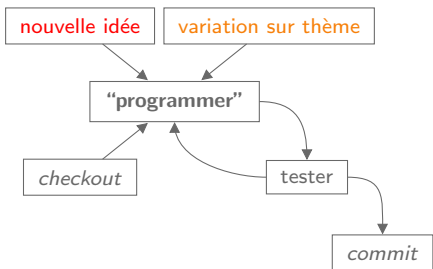 nouvelle idée
variation sur thème
“programmer”
checkout
tester
commit